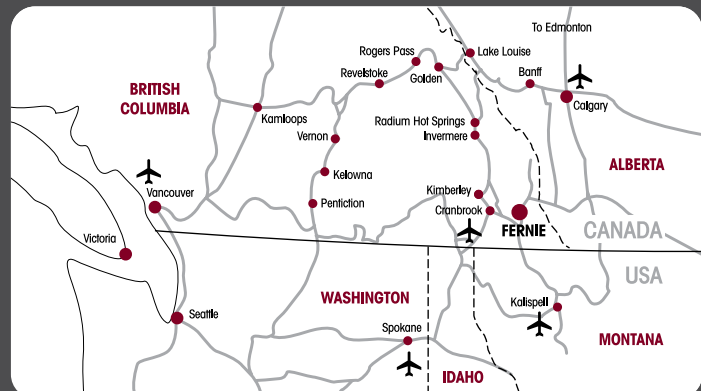 To Edmonton
Rogers Pass
Lake Louise
Revelstoke
Golden
Banff
BRITISH
COLUMBIA
Calgary
Kamloops
Radium Hot Springs
Vernon
Invermere
ALBERTA
Kelowna
Vancouver
Kimberley
Pentiction
Cranbrook
FERNIE
CANADA
Victoria
USA
WASHINGTON
Kalispell
Seattle
Spokane
MONTANA
IDAHO